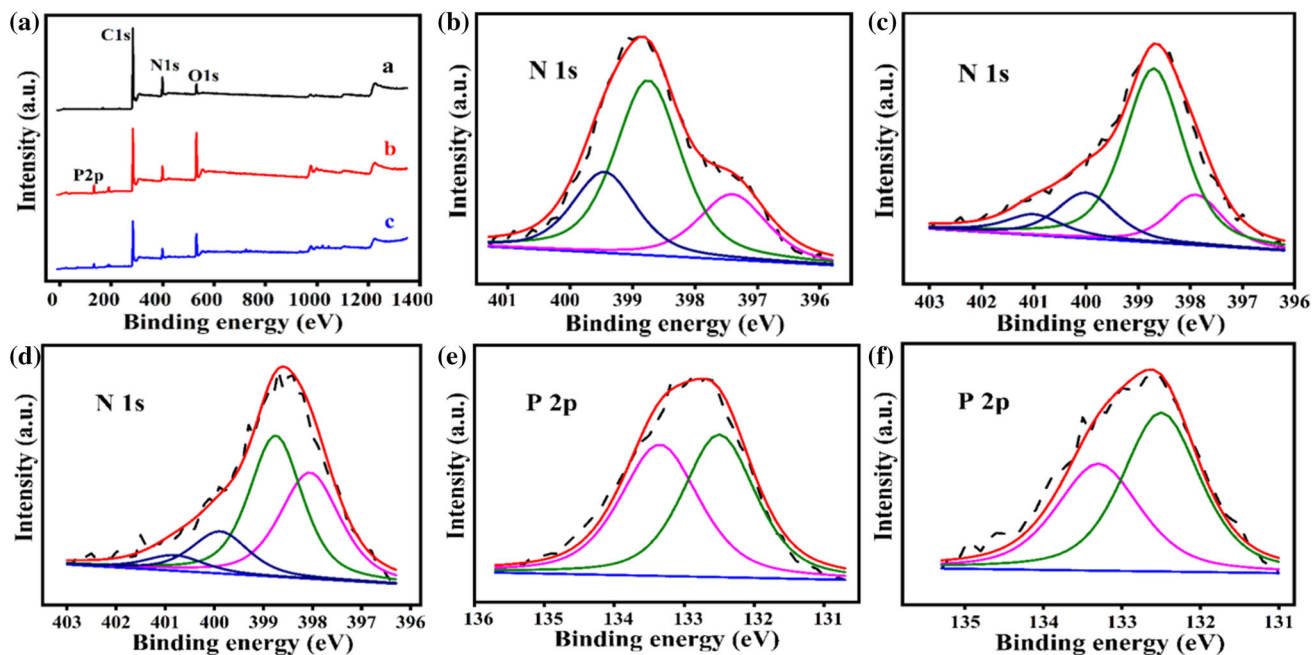 (a)
C1s
N1s
O1s
a
b
P2p
c
Intensity (a.u.)
0 200 400 600 800 1000 1200 1400
Binding energy (eV)
(b)
N 1s
Intensity (a.u.)
401 400 399 398 397 396
Binding energy (eV)
(c)
N 1s
Intensity (a.u.)
403 402 401 400 399 398 397 396
Binding energy (eV)
(d)
N 1s
Intensity (a.u.)
403 402 401 400 399 398 397 396
Binding energy (eV)
(e)
P 2p
Intensity (a.u.)
136 135 134 133 132 131
Binding energy (eV)
(f)
P 2p
Intensity (a.u.)
135 134 133 132 131
Binding energy (eV)